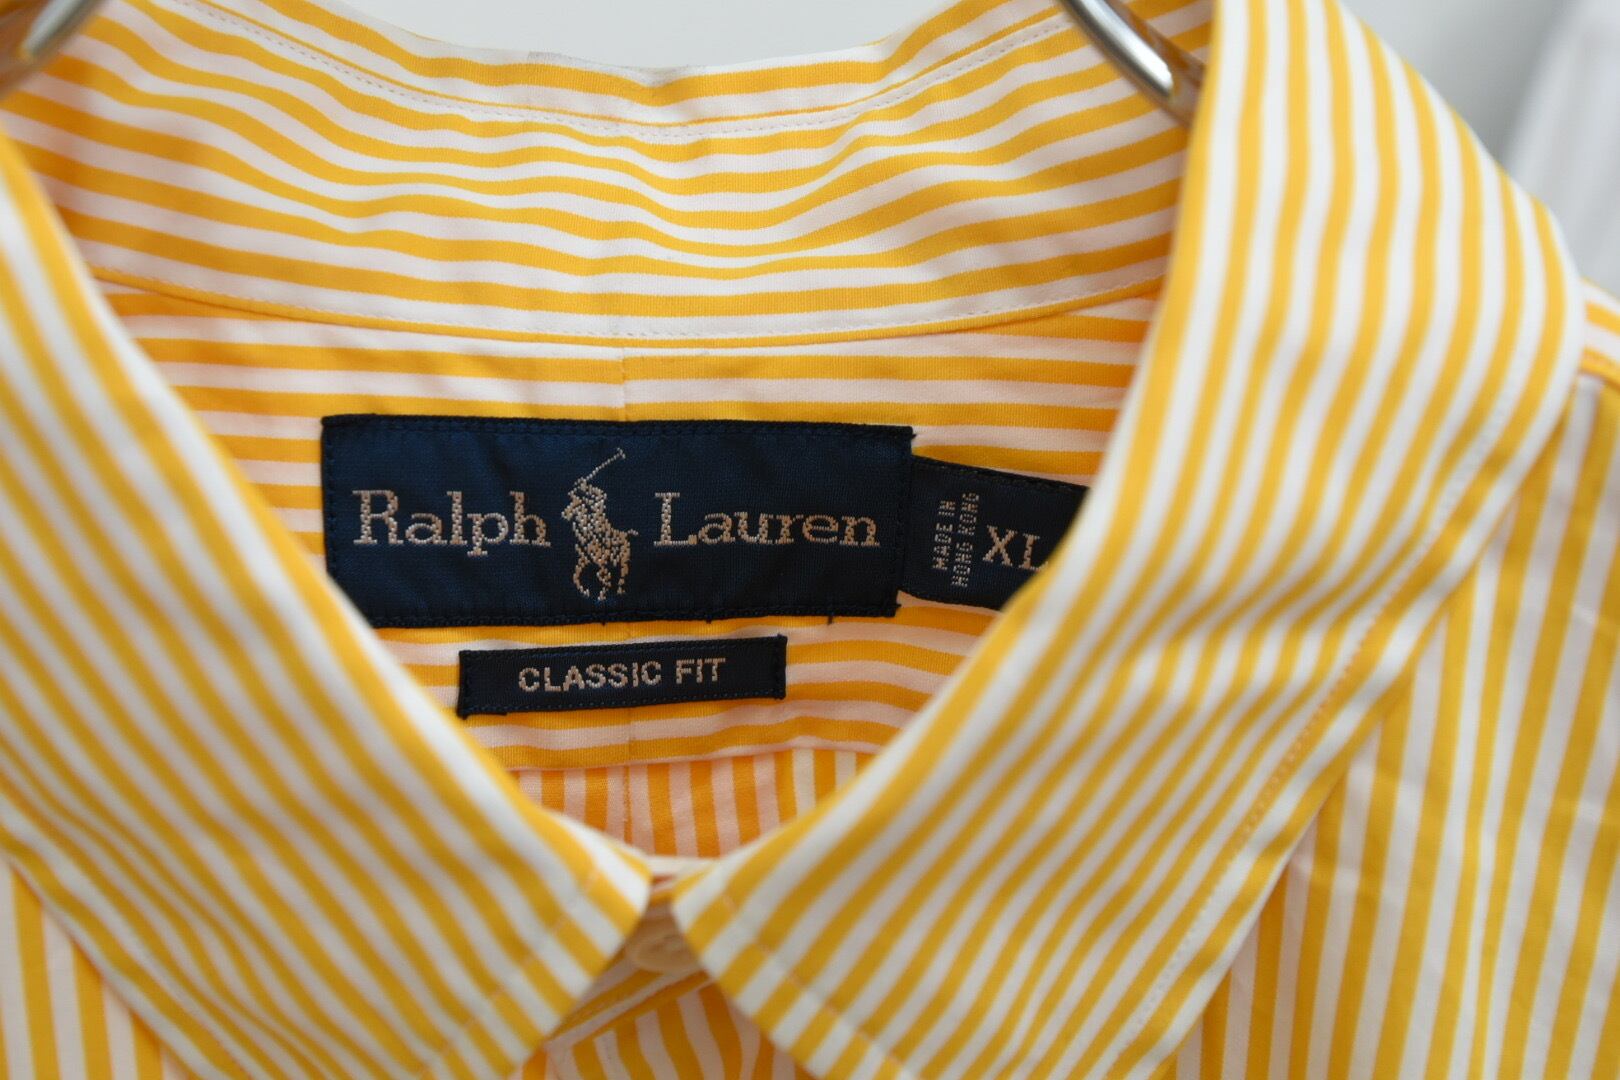 Ralph Lauren
MADE IN
HONG KONG
XL
CLASSIC FIT